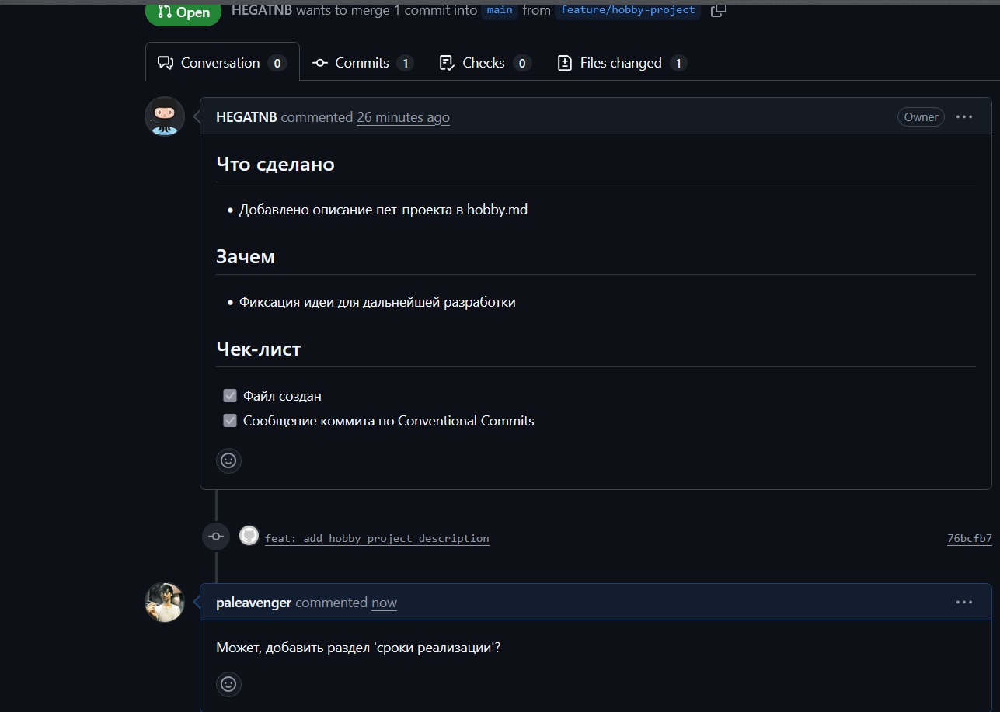 Open HEGATNB wants to merge 1 commit into main from feature/hobby-project
Conversation 0 Commits 1 Checks 0 Files changed 1
HEGATNB commented 26 minutes ago Owner
Что сделано
Добавлено описание пет-проекта в hobby.md
Зачем
Фиксация идеи для дальнейшей разработки
Чек-лист
Файл создан
Сообщение коммита по Conventional Commits
feat: add hobby project description 76bcfb7
paleavenger commented now
Может, добавить раздел 'сроки реализации'?